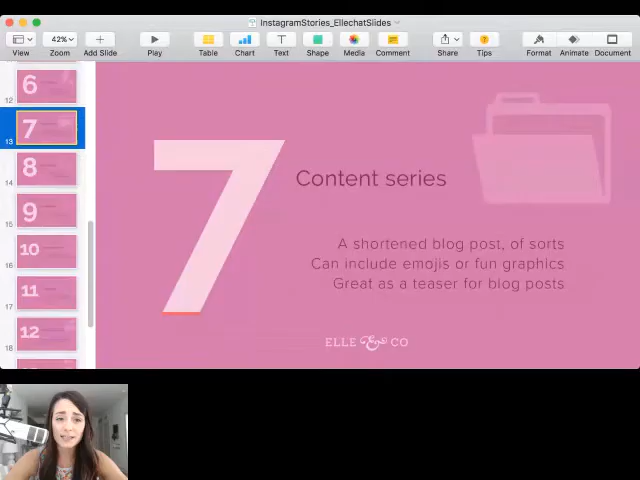 InstagramStories_EllechatSlides
42%
View
Zoom
Add Slide
Play
Table
Chart
Text
Shape
Media
Comment
Share
Tips
Format
Animate
Document
6
12
7
13
8
14
9
15
10
16
11
17
12
18
7
Content series
A shortened blog post, of sorts
Can include emojis or fun graphics
Great as a teaser for blog posts
ELLE & CO